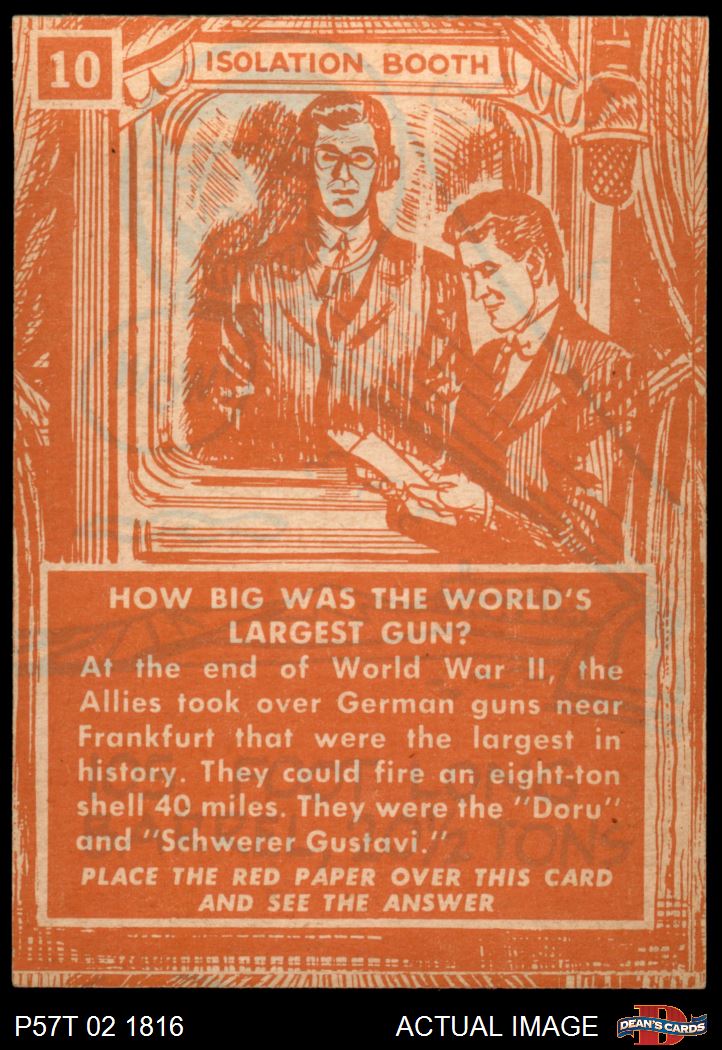 10
ISOLATION BOOTH
HOW BIG WAS THE WORLD'S
LARGEST GUN?
At the end of World War II, the
Allies took over German guns near
Frankfurt that were the largest in
history. They could fire an eight-ton
shell 40 miles. They were the "Doru"
and "Schwerer Gustavi."
PLACE THE RED PAPER OVER THIS CARD
AND SEE THE ANSWER
P57T 02 1816
ACTUAL IMAGE
D
DEAN'S CARDS